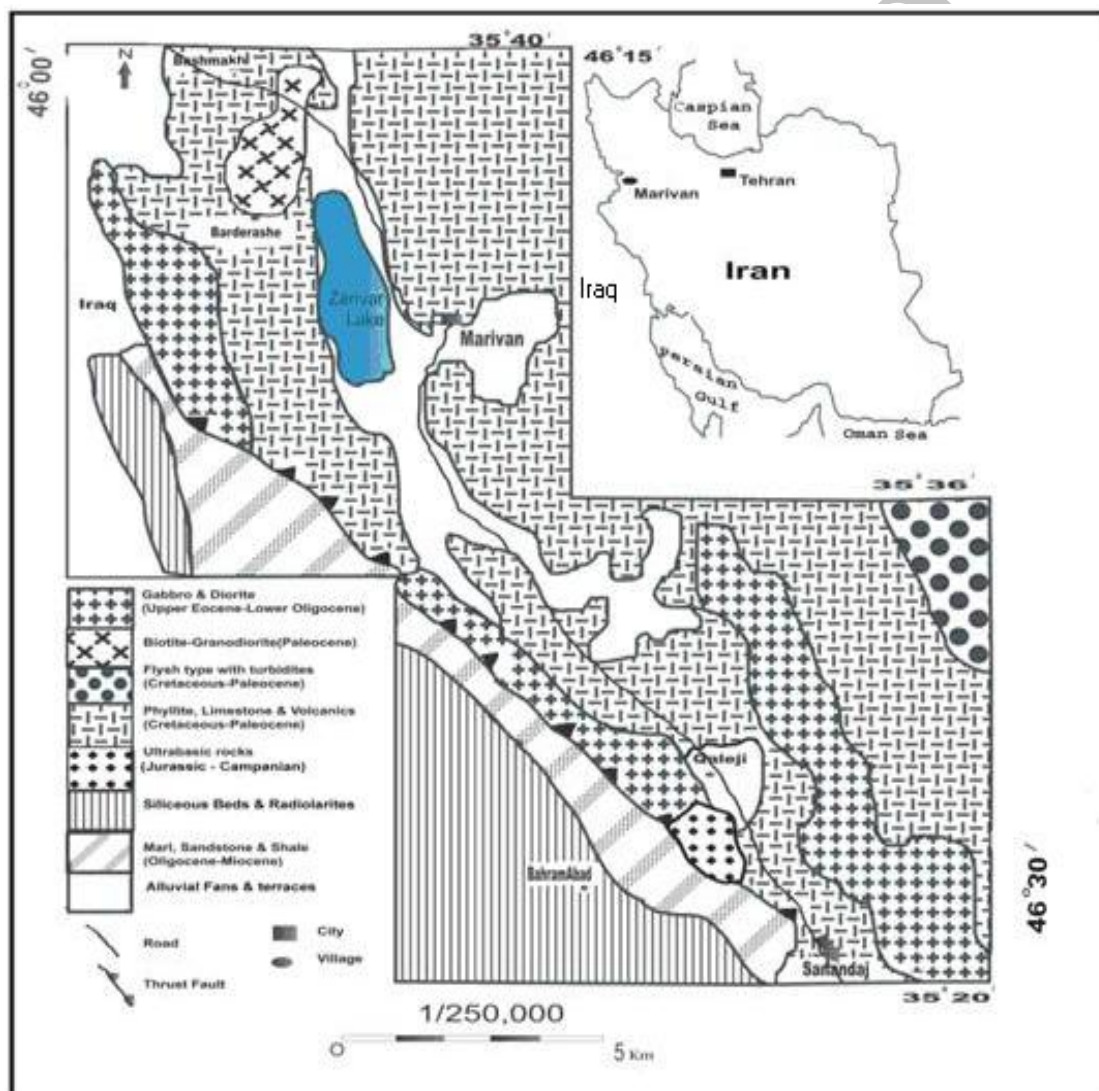 35°40′
46°00′
N
Bashmakhi
46°15′
Caspian
Sea
Marivan
Tehran
Iran
Iraq
Persian
Gulf
Oman Sea
Barderashe
Iraq
Zarivar
Lake
Marivan
35°36′
Gabbro & Diorite
(Upper Eocene-Lower Oligocene)
Biotite-Granodiorite(Paleocene)
Flysh type with turbidites
(Cretaceous-Paleocene)
Phyllite, Limestone & Volcanics
(Cretaceous-Paleocene)
Ultrabasic rocks
(Jurassic - Campanian)
Siliceous Beds & Radiolarites
Marl, Sandstone & Shale
(Oligocene-Miocene)
Alluvial Fans & terraces
Road
Thrust Fault
City
Village
Qaleji
BahramAbad
Sanandaj
46°30′
35°20′
1/250,000
O
5 Km